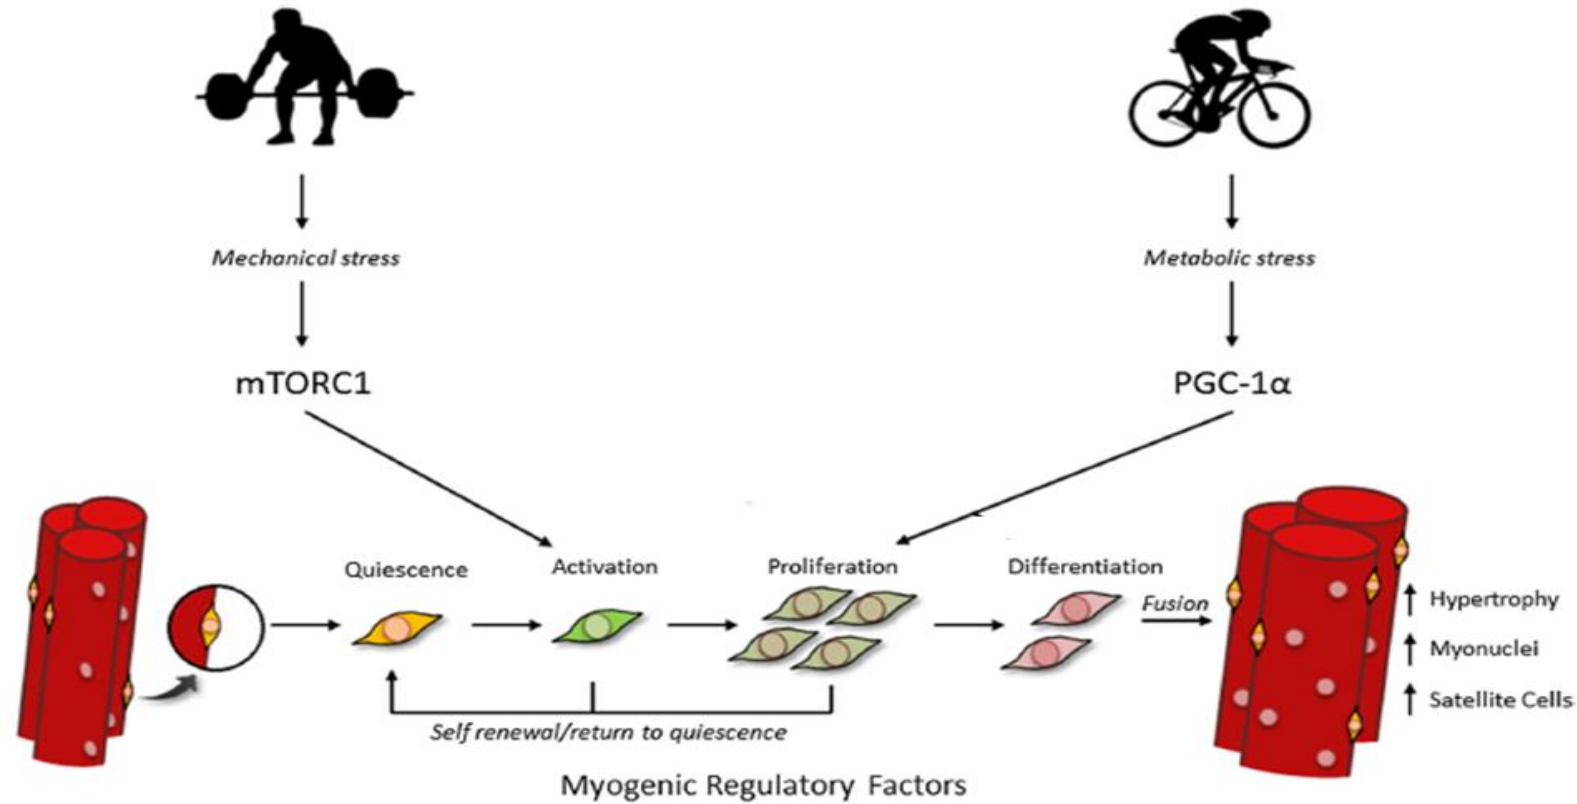 Mechanical stress
Metabolic stress
mTORC1
PGC-1α
Quiescence
Activation
Proliferation
Differentiation
Fusion
Hypertrophy
Myonuclei
Satellite Cells
Self renewal/return to quiescence
Myogenic Regulatory Factors